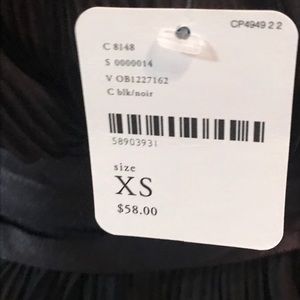 CP4949 2 2
C 8148
S 0000014
V OB1227162
C blk/noir
58903931
size
XS
$58.00